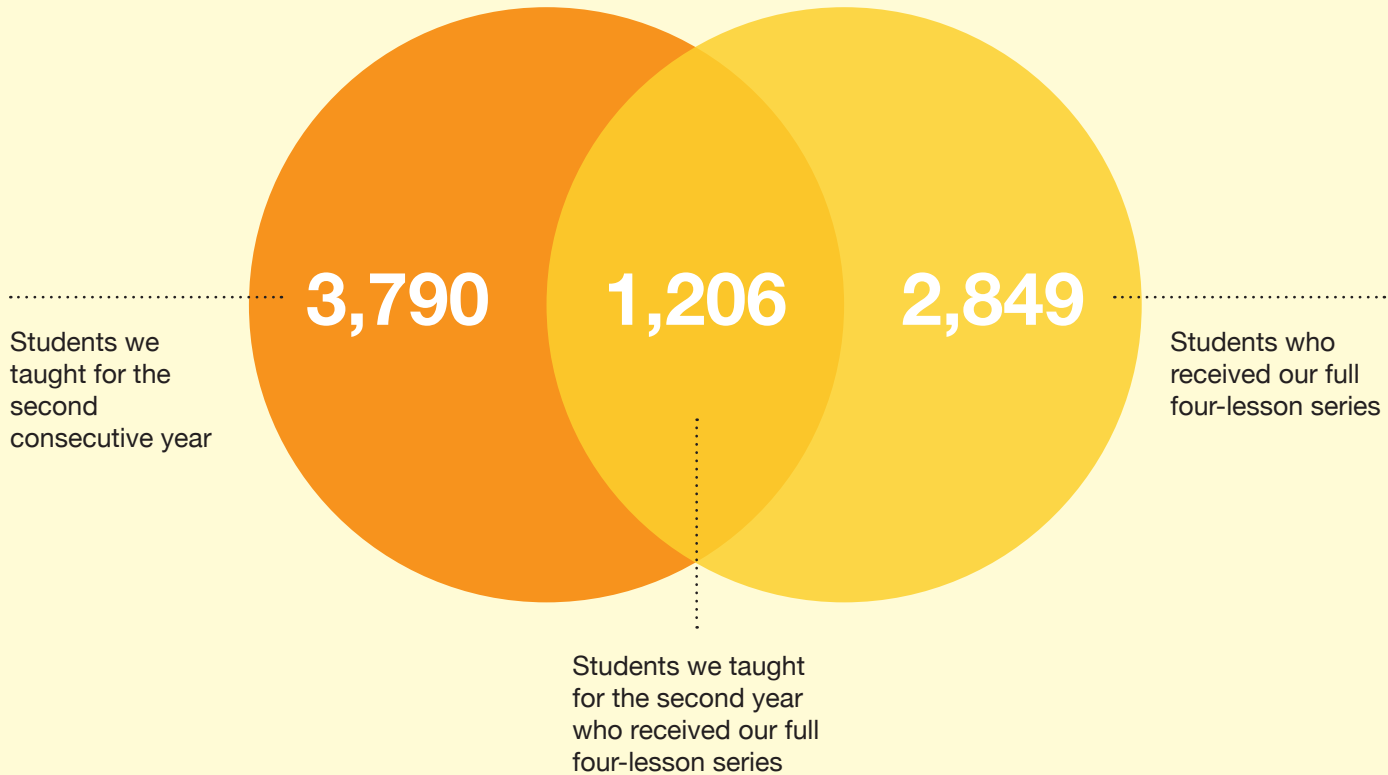 3,790
1,206
2,849
Students we
taught for the
second
consecutive year
Students who
received our full
four-lesson series
Students we taught
for the second year
who received our full
four-lesson series